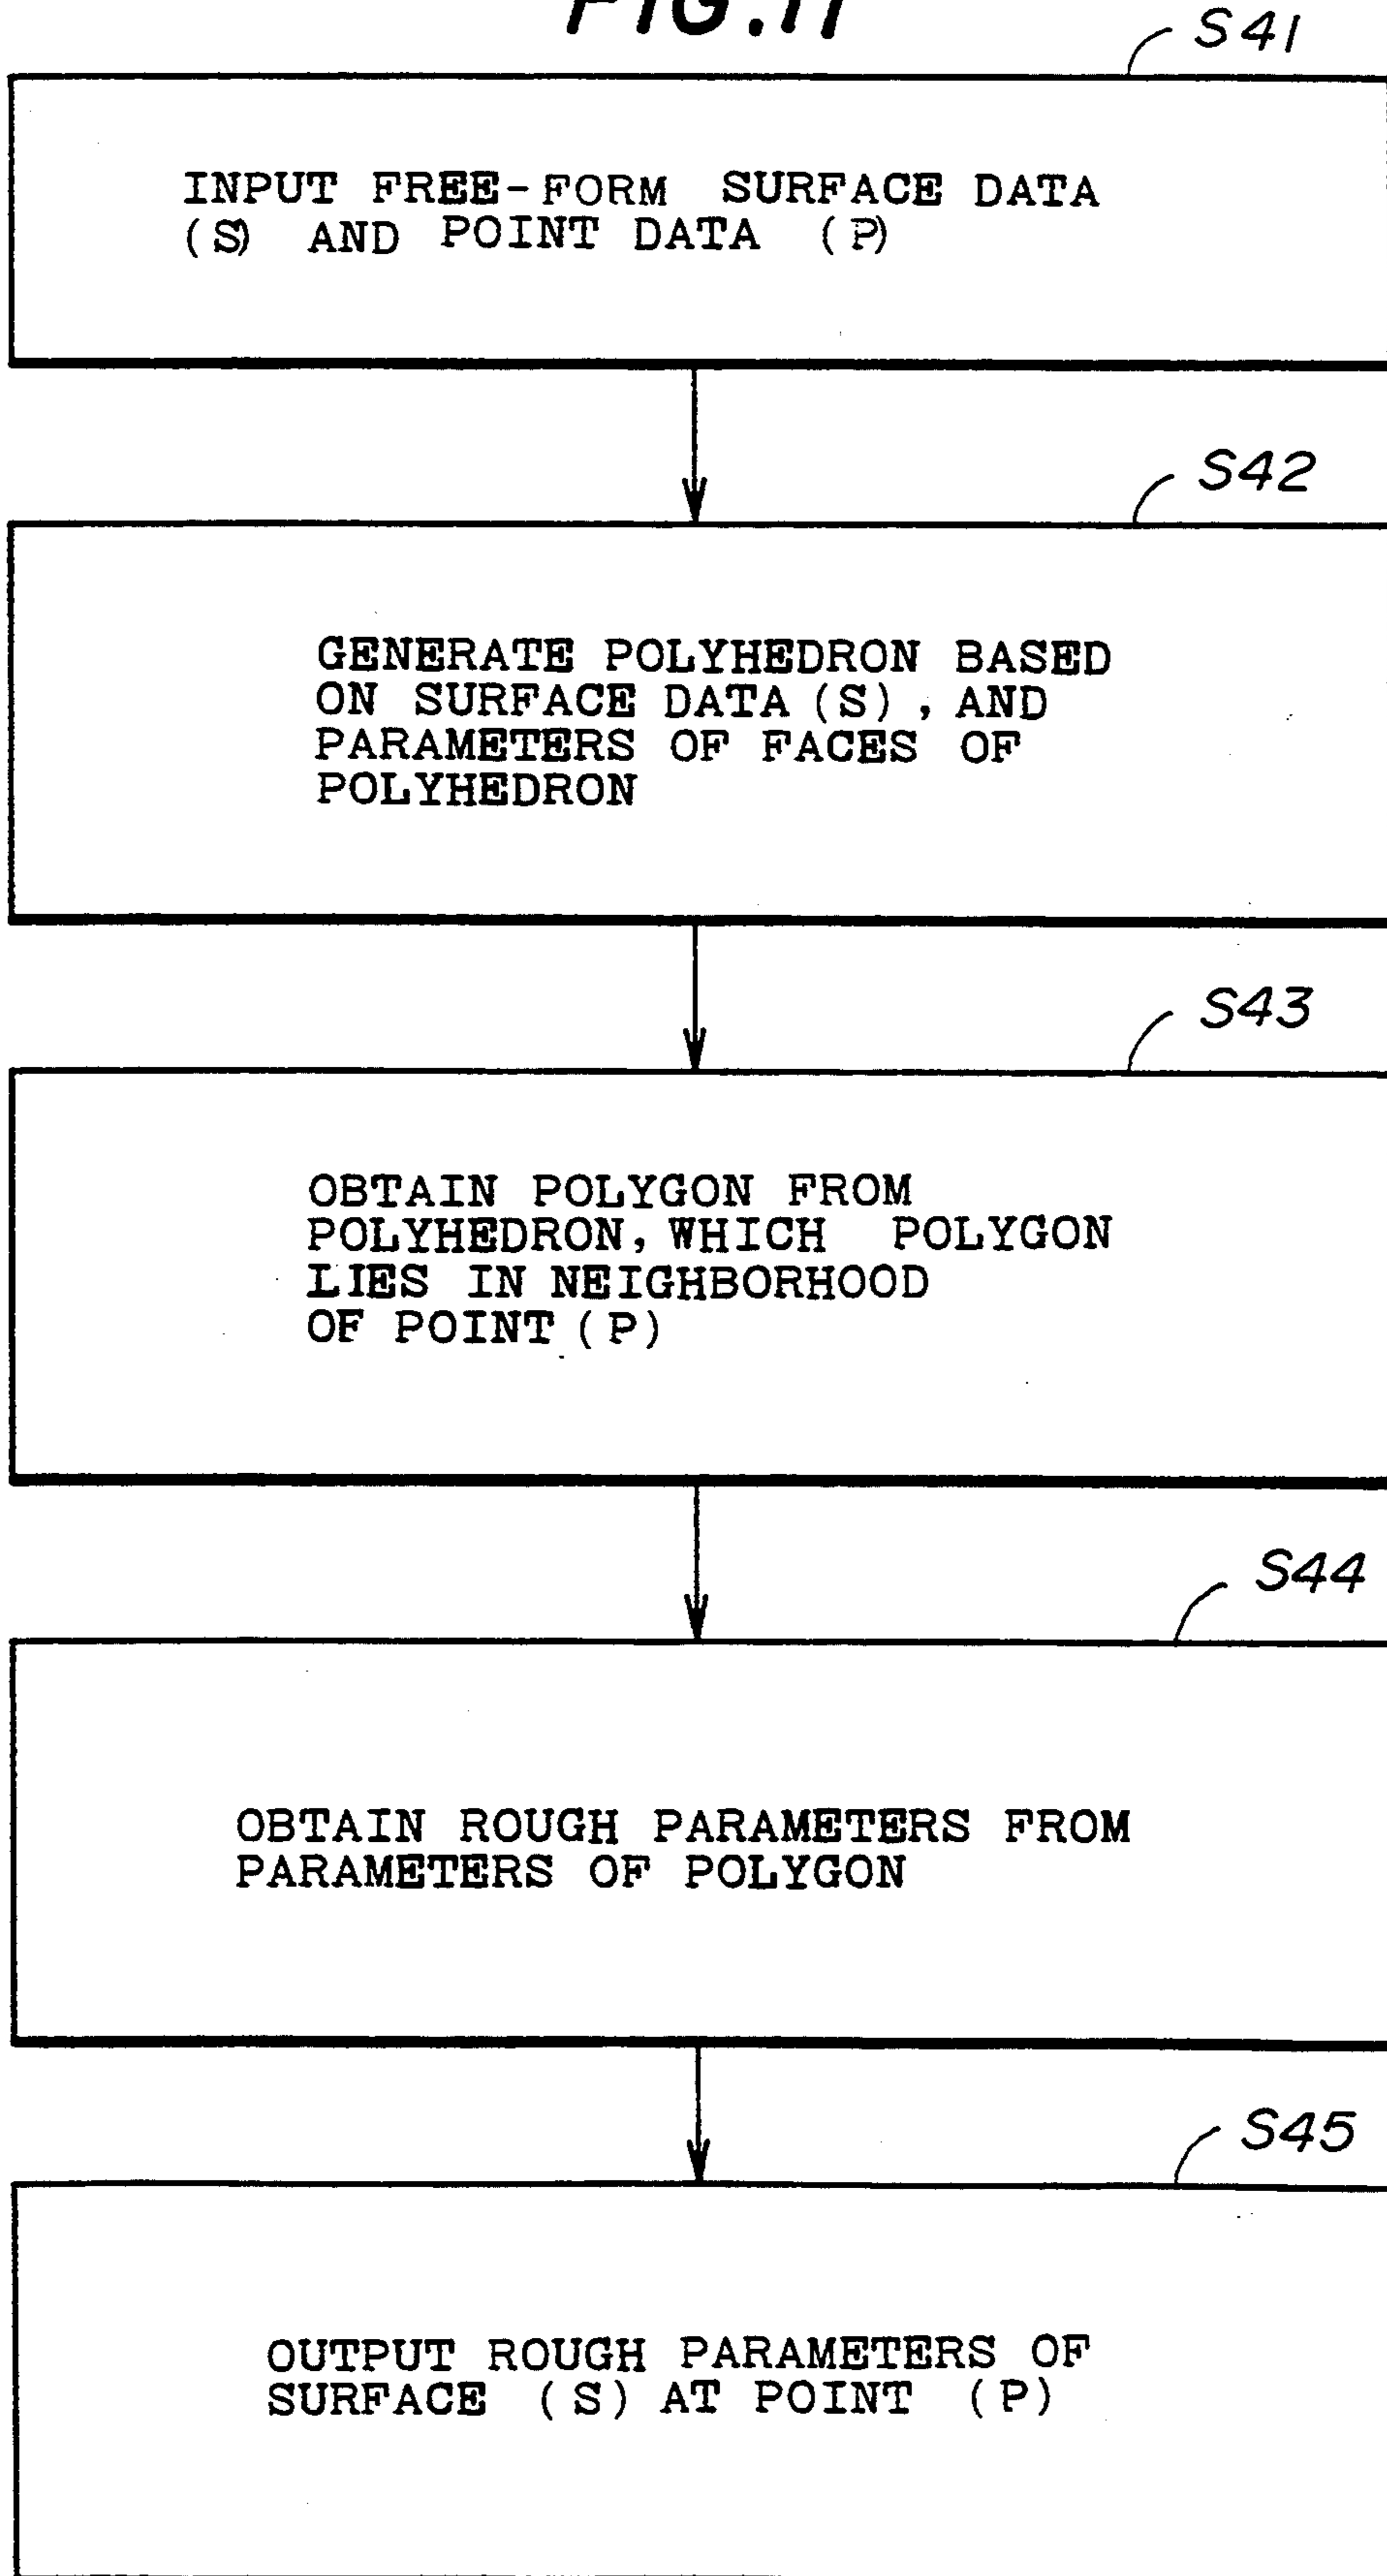 FIG.11
S41
INPUT FREE-FORM SURFACE DATA
(S) AND POINT DATA (P)
S42
GENERATE POLYHEDRON BASED
ON SURFACE DATA (S), AND
PARAMETERS OF FACES OF
POLYHEDRON
S43
OBTAIN POLYGON FROM
POLYHEDRON, WHICH POLYGON
LIES IN NEIGHBORHOOD
OF POINT (P)
S44
OBTAIN ROUGH PARAMETERS FROM
PARAMETERS OF POLYGON
S45
OUTPUT ROUGH PARAMETERS OF
SURFACE (S) AT POINT (P)